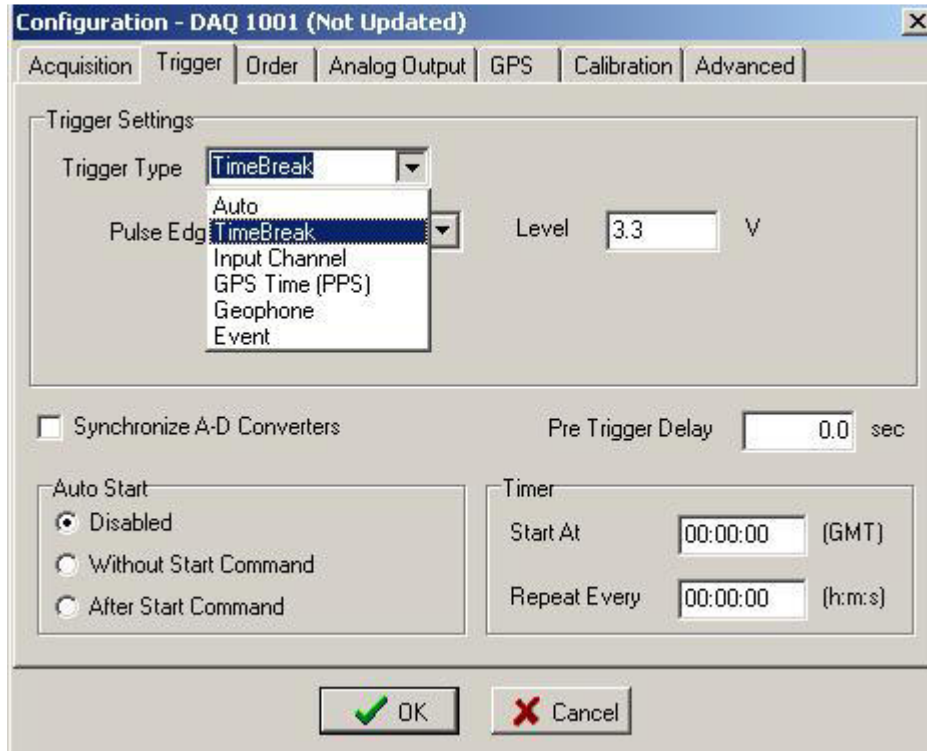 Configuration - DAQ 1001 (Not Updated)
Acquisition Trigger Order Analog Output GPS Calibration Advanced
Trigger Settings
Trigger Type TimeBreak
Auto
Pulse Edg TimeBreak Level 3.3 V
Input Channel
GPS Time (PPS)
Geophone
Event
Synchronize A-D Converters Pre Trigger Delay 0.0 sec
Auto Start
Disabled
Without Start Command
After Start Command
Timer
Start At 00:00:00 (GMT)
Repeat Every 00:00:00 (h:m:s)
OK Cancel